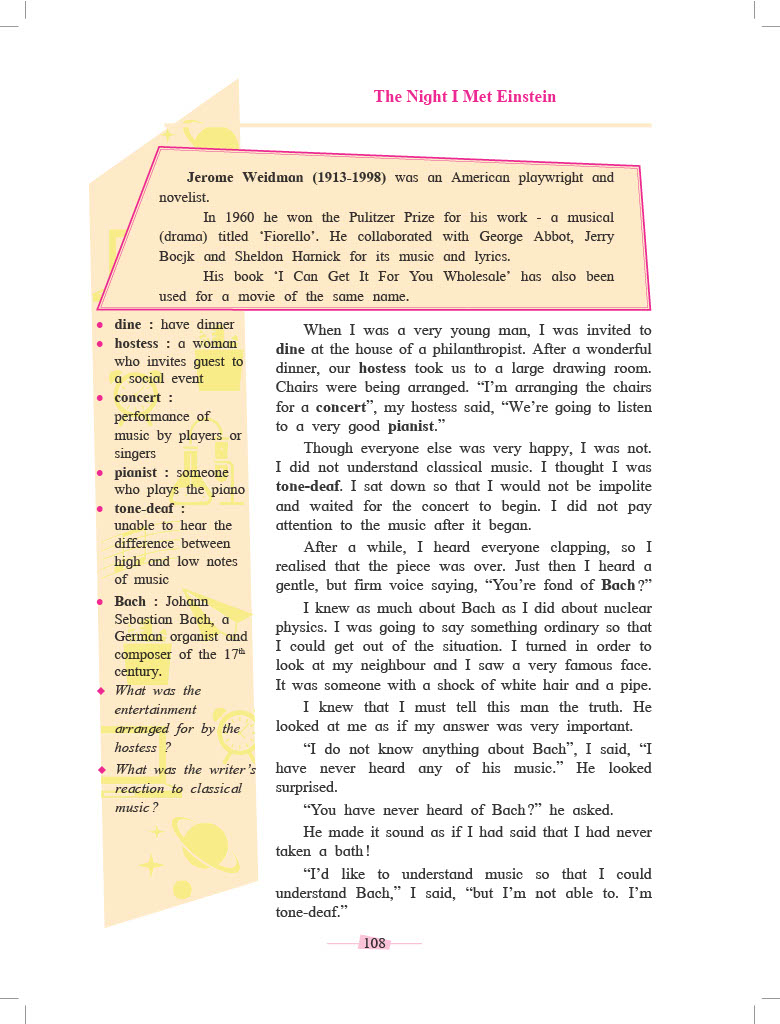 The Night I Met Einstein
Jerome Weidman (1913-1998) was an American playwright and
novelist.
In 1960 he won the Pulitzer Prize for his work - a musical
(drama) titled ‘Fiorello’. He collaborated with George Abbot, Jerry
Bocjk and Sheldon Harnick for its music and lyrics.
His book ‘I Can Get It For You Wholesale’ has also been
used for a movie of the same name.
• dine : have dinner
• hostess : a woman
who invites guest to
a social event
• concert :
performance of
music by players or
singers
• pianist : someone
who plays the piano
• tone-deaf :
unable to hear the
difference between
high and low notes
of music
• Bach : Johann
Sebastian Bach, a
German organist and
composer of the 17th
century.
◆ What was the
entertainment
arranged for by the
hostess ?
◆ What was the writer’s
reaction to classical
music?
When I was a very young man, I was invited to
dine at the house of a philanthropist. After a wonderful
dinner, our hostess took us to a large drawing room.
Chairs were being arranged. “I’m arranging the chairs
for a concert”, my hostess said, “We’re going to listen
to a very good pianist.”
Though everyone else was very happy, I was not.
I did not understand classical music. I thought I was
tone-deaf. I sat down so that I would not be impolite
and waited for the concert to begin. I did not pay
attention to the music after it began.
After a while, I heard everyone clapping, so I
realised that the piece was over. Just then I heard a
gentle, but firm voice saying, “You’re fond of Bach?”
I knew as much about Bach as I did about nuclear
physics. I was going to say something ordinary so that
I could get out of the situation. I turned in order to
look at my neighbour and I saw a very famous face.
It was someone with a shock of white hair and a pipe.
I knew that I must tell this man the truth. He
looked at me as if my answer was very important.
“I do not know anything about Bach”, I said, “I
have never heard any of his music.” He looked
surprised.
“You have never heard of Bach?” he asked.
He made it sound as if I had said that I had never
taken a bath!
“I’d like to understand music so that I could
understand Bach,” I said, “but I’m not able to. I’m
tone-deaf.”
108